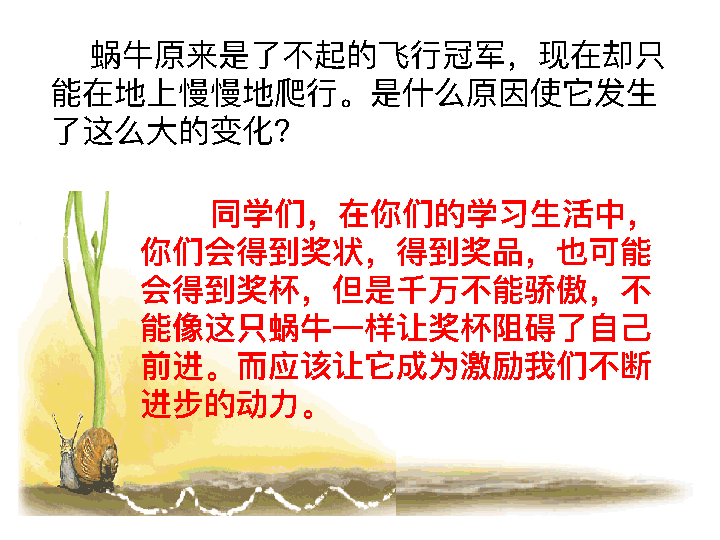 蜗牛原来是了不起的飞行冠军，现在却只
能在地上慢慢地爬行。是什么原因使它发生
了这么大的变化?
同学们，在你们的学习生活中，
你们会得到奖状，得到奖品，也可能
会得到奖杯，但是千万不能骄傲，不
能像这只蜗牛一样让奖杯阻碍了自己
前进。而应该让它成为激励我们不断
进步的动力。